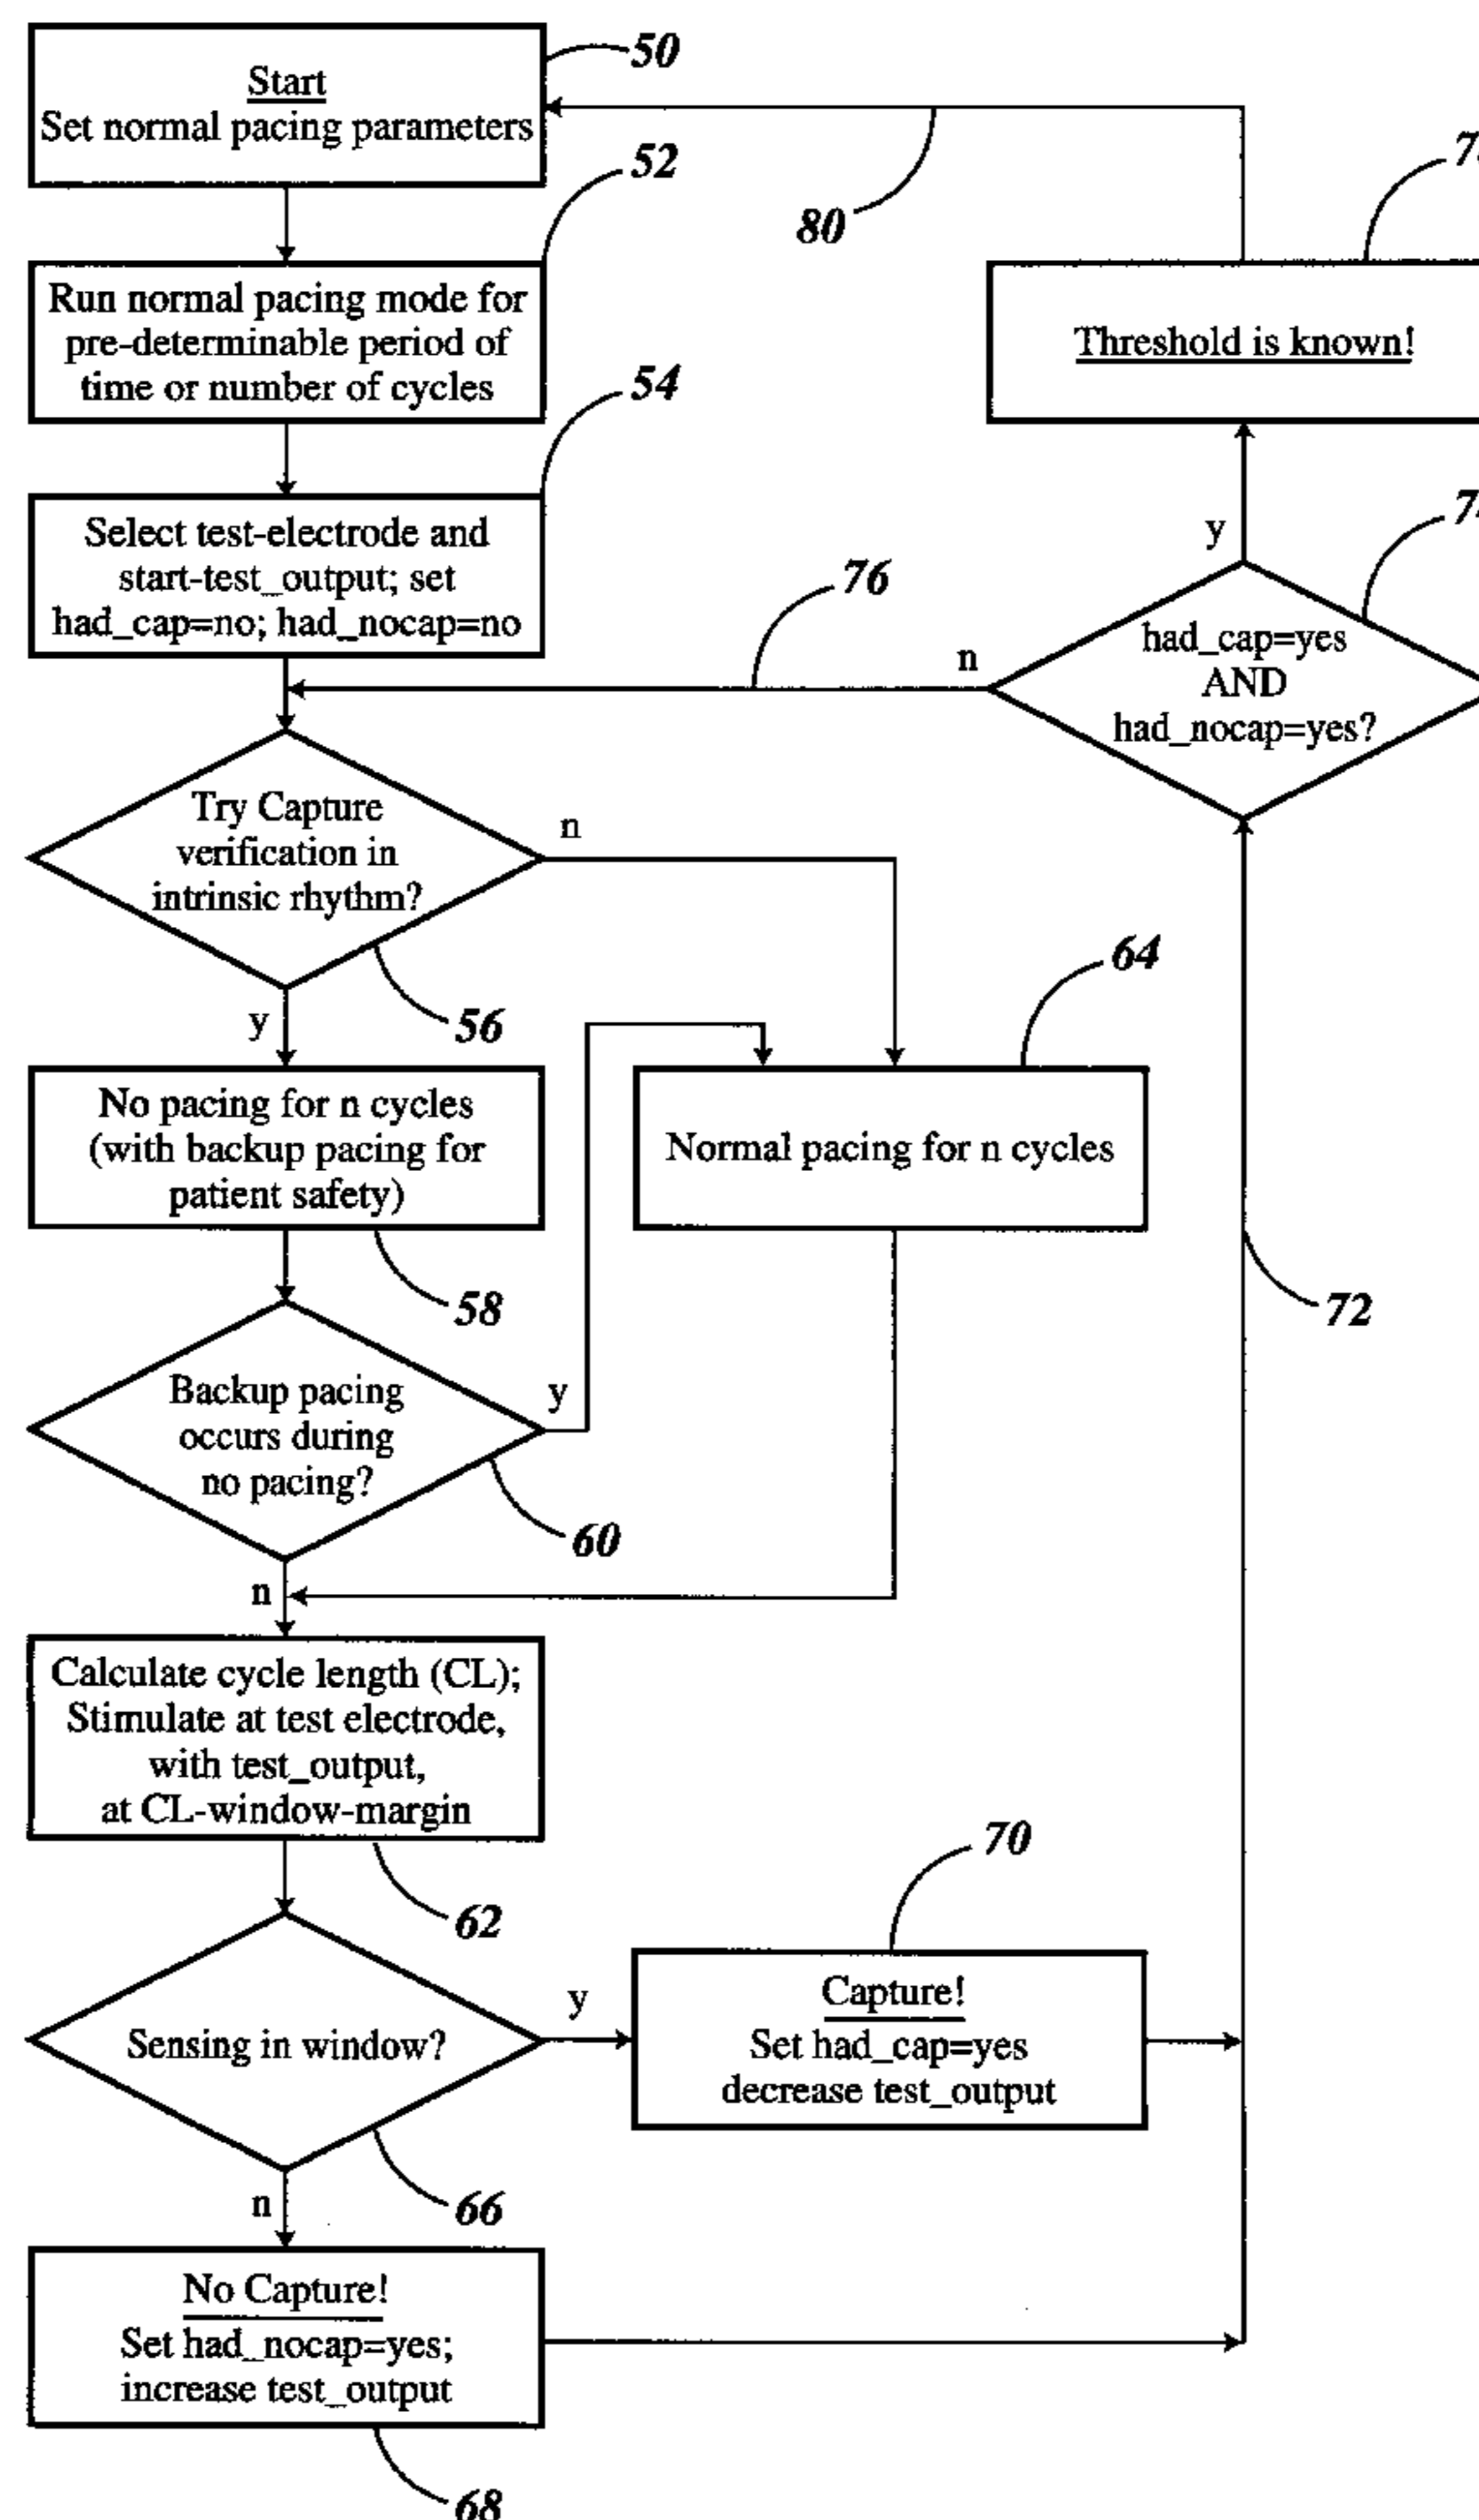 Start
Set normal pacing parameters
50
52
Run normal pacing mode for
pre-determinable period of
time or number of cycles
54
Select test-electrode and
start-test_output; set
had_cap=no; had_nocap=no
80
Threshold is known!
y
76
n
had_cap=yes
AND
had_nocap=yes?
Try Capture
verification in
intrinsic rhythm?
n
y
56
64
No pacing for n cycles
(with backup pacing for
patient safety)
Normal pacing for n cycles
58
72
Backup pacing
occurs during
no pacing?
y
60
n
Calculate cycle length (CL);
Stimulate at test electrode,
with test_output,
at CL-window-margin
62
70
Sensing in window?
y
Capture!
Set had_cap=yes
decrease test_output
n
66
No Capture!
Set had_nocap=yes;
increase test_output
68